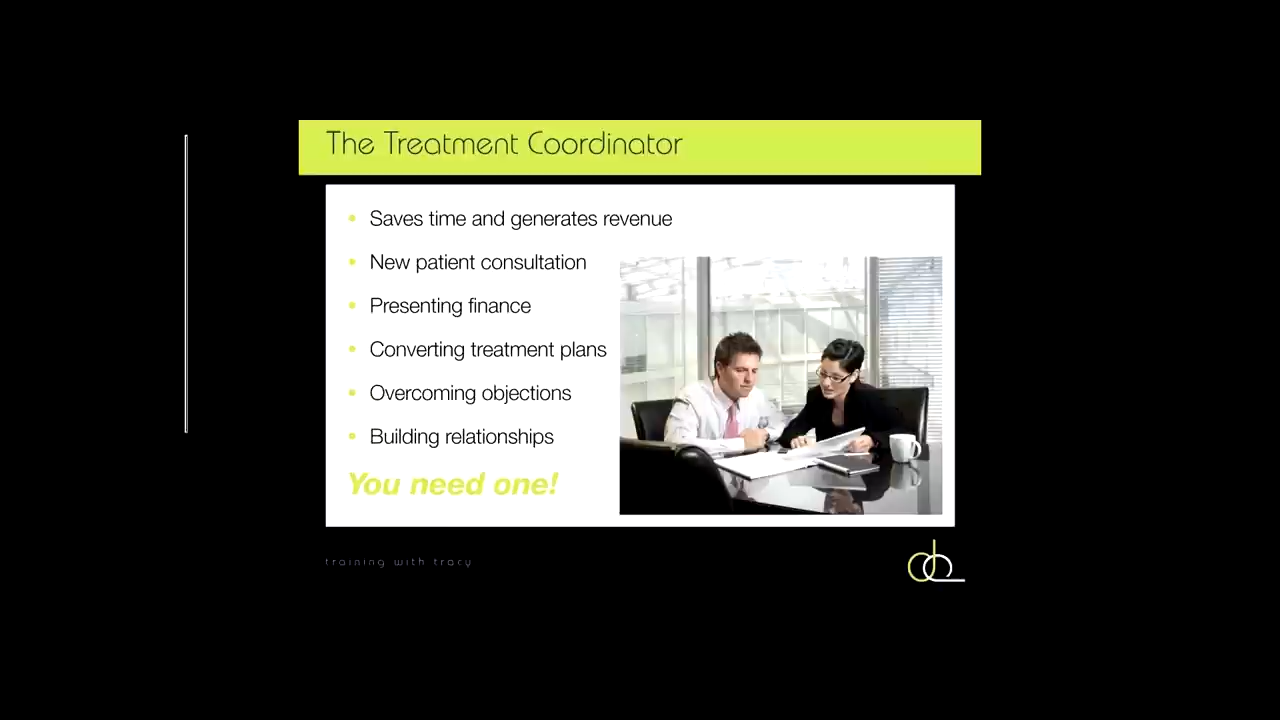 The Treatment Coordinator
• Saves time and generates revenue
• New patient consultation
• Presenting finance
• Converting treatment plans
• Overcoming objections
• Building relationships
You need one!
training with tracy